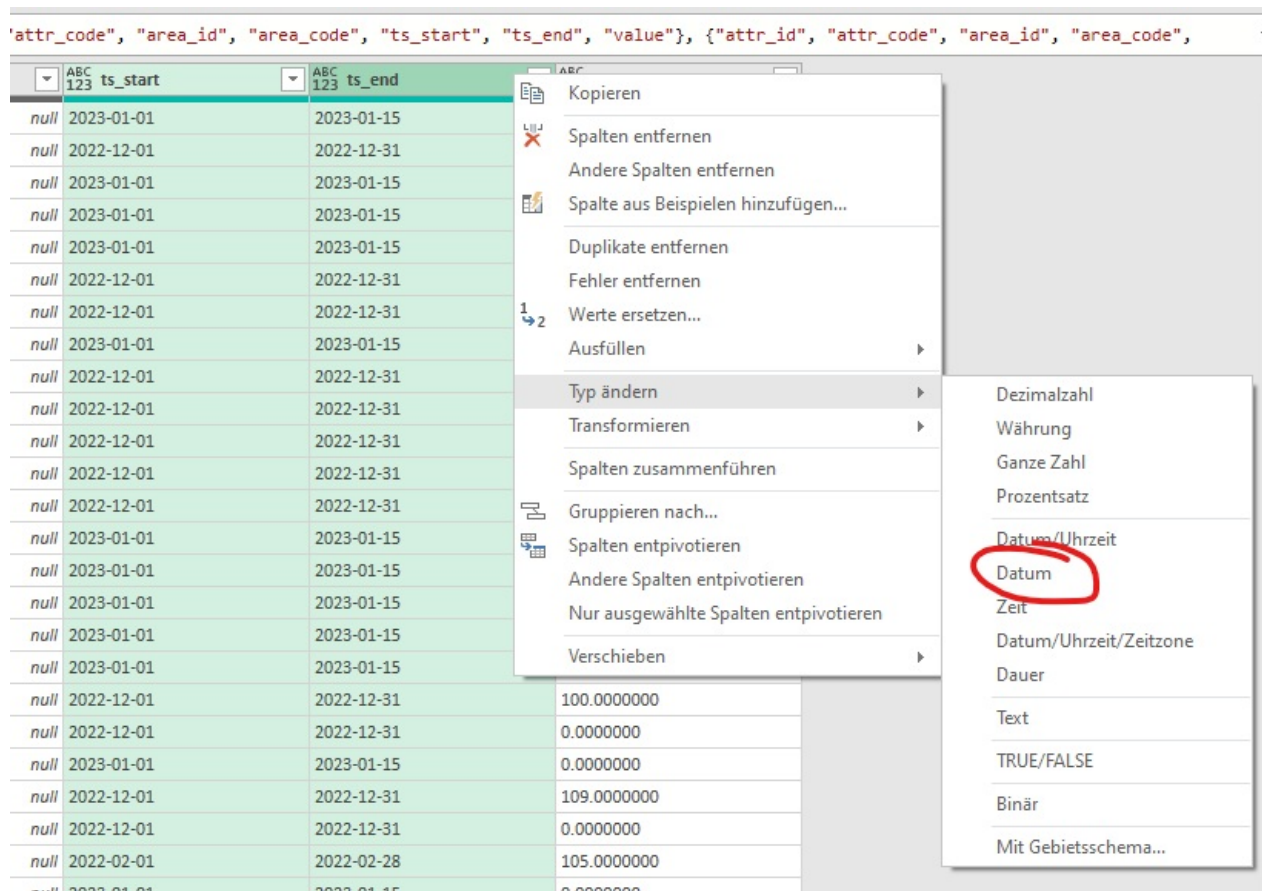 "attr_code", "area_id", "area_code", "ts_start", "ts_end", "value"}, {"attr_id", "attr_code", "area_id", "area_code",
ABC 123 ts_start ABC 123 ts_end ABC
null 2023-01-01 2023-01-15
null 2022-12-01 2022-12-31
null 2023-01-01 2023-01-15
null 2023-01-01 2023-01-15
null 2023-01-01 2023-01-15
null 2022-12-01 2022-12-31
null 2022-12-01 2022-12-31
null 2023-01-01 2023-01-15
null 2022-12-01 2022-12-31
null 2022-12-01 2022-12-31
null 2022-12-01 2022-12-31
null 2022-12-01 2022-12-31
null 2022-12-01 2022-12-31
null 2023-01-01 2023-01-15
null 2023-01-01 2023-01-15
null 2023-01-01 2023-01-15
null 2023-01-01 2023-01-15
null 2023-01-01 2023-01-15
null 2022-12-01 2022-12-31 100.0000000
null 2022-12-01 2022-12-31 0.0000000
null 2023-01-01 2023-01-15 0.0000000
null 2022-12-01 2022-12-31 109.0000000
null 2022-12-01 2022-12-31 0.0000000
null 2022-02-01 2022-02-28 105.0000000
Kopieren
Spalten entfernen
Andere Spalten entfernen
Spalte aus Beispielen hinzufügen...
Duplikate entfernen
Fehler entfernen
1 2 Werte ersetzen...
Ausfüllen
Typ ändern
Transformieren
Spalten zusammenführen
Gruppieren nach...
Spalten entpivotieren
Andere Spalten entpivotieren
Nur ausgewählte Spalten entpivotieren
Verschieben
Dezimalzahl
Währung
Ganze Zahl
Prozentsatz
Datum/Uhrzeit
Datum
Zeit
Datum/Uhrzeit/Zeitzone
Dauer
Text
TRUE/FALSE
Binär
Mit Gebietsschema...